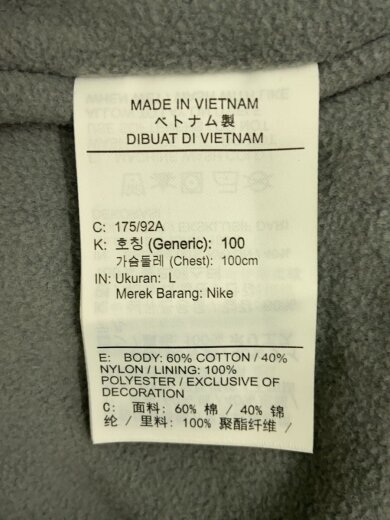 MADE IN VIETNAM
ベトナム製
DIBUAT DI VIETNAM
C: 175/92A
K: 호칭 (Generic): 100
가슴둘레 (Chest): 100cm
IN: Ukuran: L
Merek Barang: Nike
E: BODY: 60% COTTON / 40%
NYLON / LINING: 100%
POLYESTER / EXCLUSIVE OF
DECORATION
C: 面料: 60% 棉 / 40% 锦
纶 / 里料: 100% 聚酯纤维 /